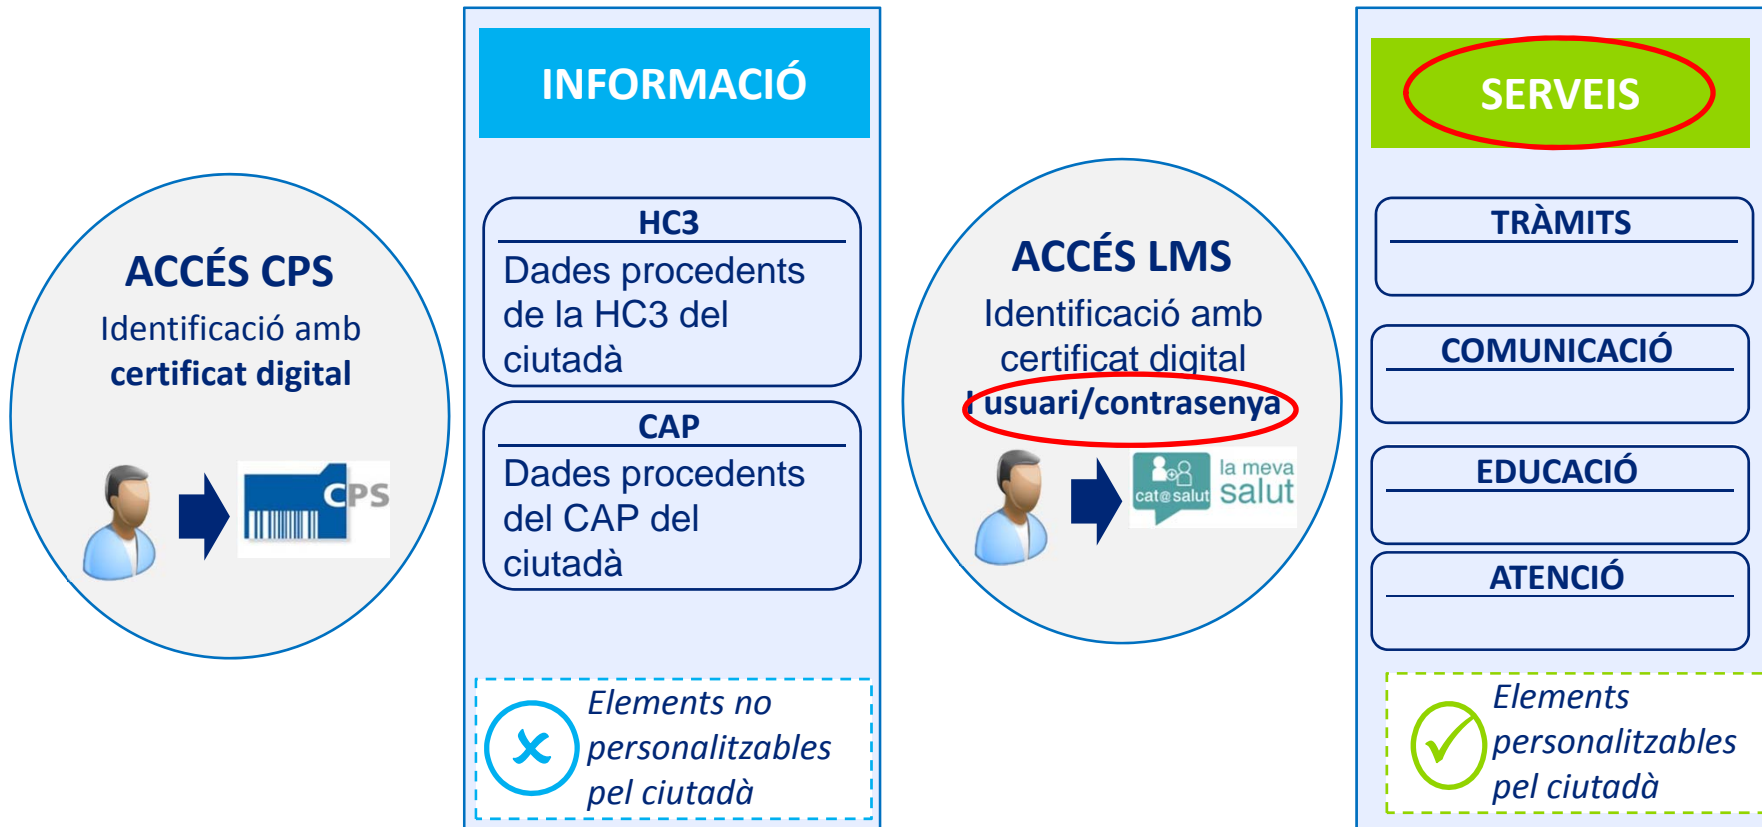 ACCÉS CPS
Identificació amb
certificat digital
CPS
INFORMACIÓ
HC3
Dades procedents
de la HC3 del
ciutadà
CAP
Dades procedents
del CAP del
ciutadà
Elements no
personalitzables
pel ciutadà
ACCÉS LMS
Identificació amb
certificat digital
I usuari/contrasenya
cat@salut
la meva
salut
SERVEIS
TRÀMITS
COMUNICACIÓ
EDUCACIÓ
ATENCIÓ
Elements
personalitzables
pel ciutadà